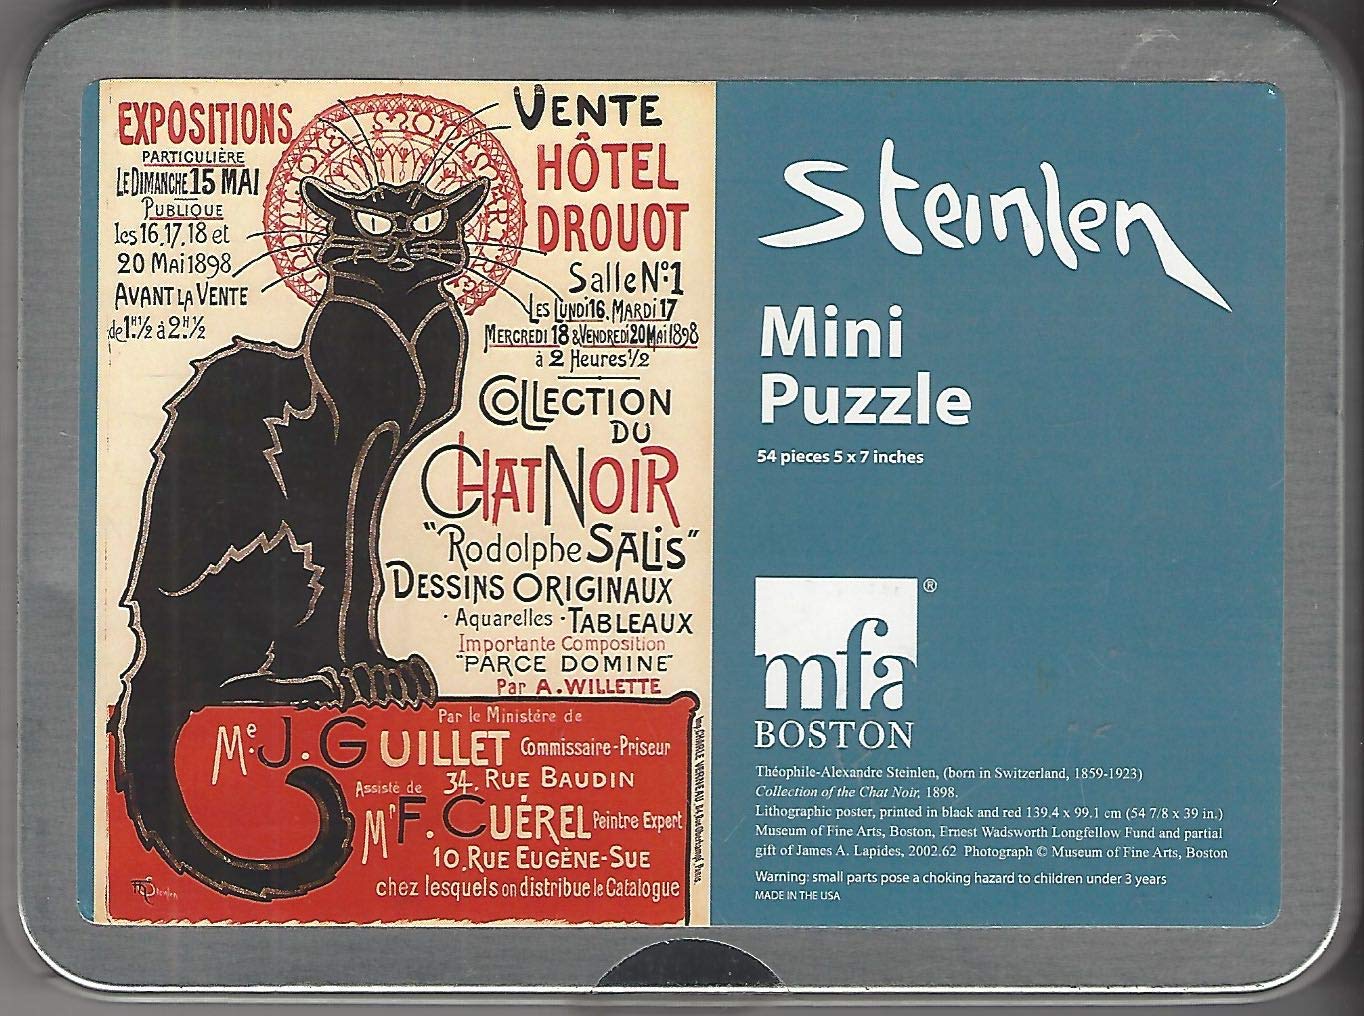 EXPOSITIONS
PARTICULIÈRE
LE DIMANCHE 15 MAI
PUBLIQUE
les 16, 17, 18 et
20 MAI 1898,
AVANT LA VENTE
de 1.H ½ à 2.H ½
VENTE
HÔTEL
DROUOT
Salle No: 1
LES LUNDI 16, MARDI 17
MERCREDI 18 & VENDREDI 20 MAI 1898
à 2 Heures ½
COLLECTION
DU
CHAT NOIR
"Rodolphe SALIS"
DESSINS ORIGINAUX
· Aquarelles · TABLEAUX
Importante Composition
"PARCE DOMINE"
Par A. WILLETTE
Par le Ministère de
Me. J. GUILLET Commissaire-Priseur
34, RUE BAUDIN
Assisté de
Mr F. CUÉREL Peintre Expert
10, RUE EUGÈNE-SUE
chez lesquels on distribue le Catalogue
Steinlen
CHARLES VERNEAU
Steinlen
Mini
Puzzle
54 pieces 5 x 7 inches
mfa®
BOSTON
Théophile-Alexandre Steinlen, (born in Switzerland, 1859-1923)
Collection of the Chat Noir, 1898.
Lithographic poster, printed in black and red 139.4 x 99.1 cm (54 7/8 x 39 in.)
Museum of Fine Arts, Boston, Ernest Wadsworth Longfellow Fund and partial
gift of James A. Lapides, 2002.62 Photograph © Museum of Fine Arts, Boston
Warning: small parts pose a choking hazard to children under 3 years
MADE IN THE USA